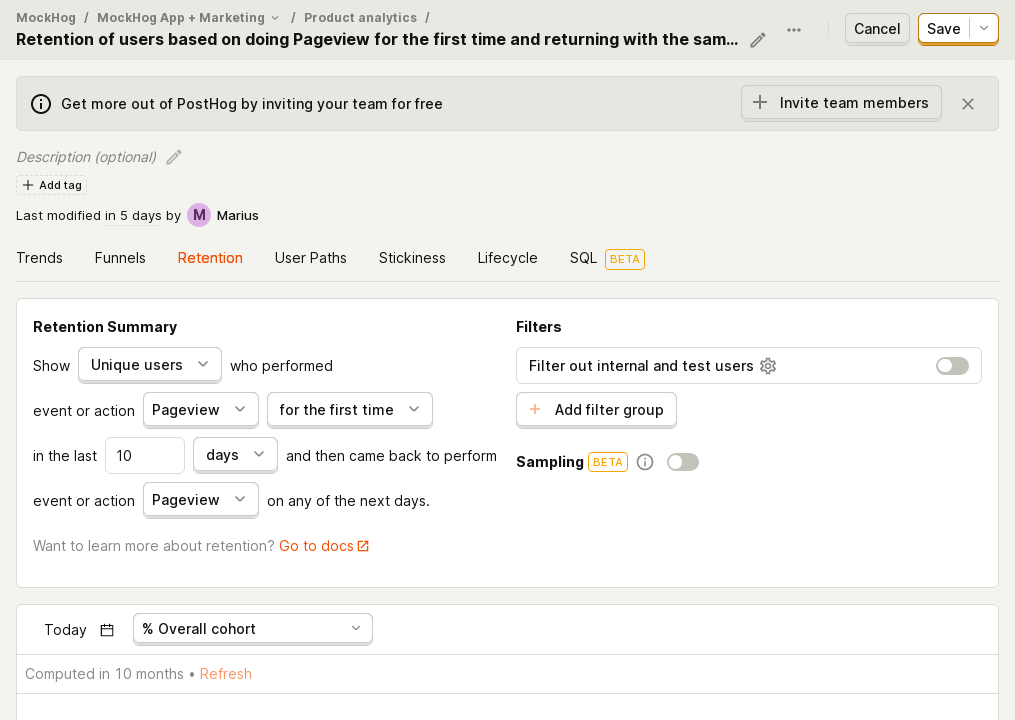 MockHog / MockHog App + Marketing / Product analytics /
Retention of users based on doing Pageview for the first time and returning with the sam...
Cancel
Save
Get more out of PostHog by inviting your team for free
Invite team members
Description (optional)
Add tag
Last modified in 5 days by M Marius
Trends Funnels Retention User Paths Stickiness Lifecycle SQL BETA
Retention Summary
Show Unique users who performed
event or action Pageview for the first time
in the last 10 days and then came back to perform
event or action Pageview on any of the next days.
Want to learn more about retention? Go to docs
Filters
Filter out internal and test users
Add filter group
Sampling BETA
Today % Overall cohort
Computed in 10 months • Refresh